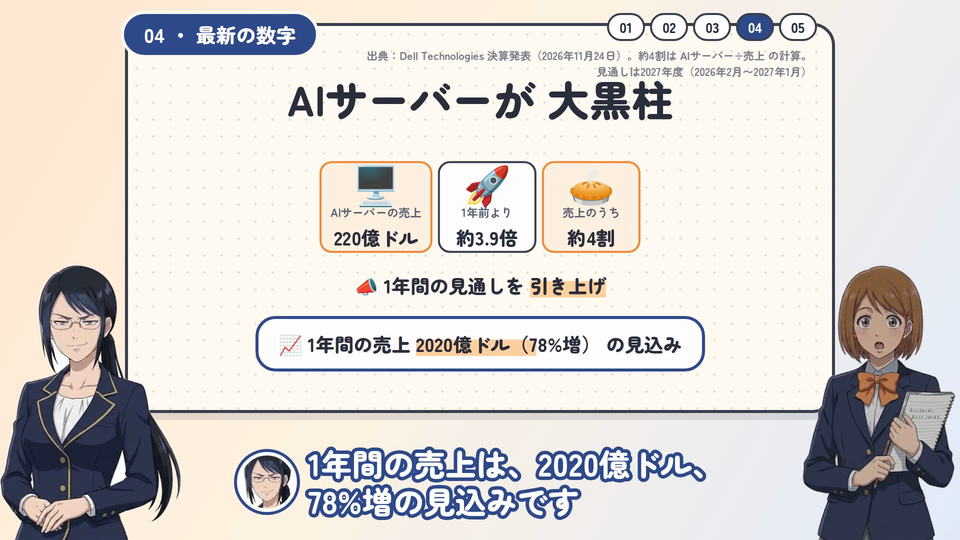 04 ・ 最新の数字
01 02 03 04 05
出典：Dell Technologies 決算発表（2026年11月24日）。約4割は AIサーバー÷売上 の計算。
見通しは2027年度（2026年2月〜2027年1月）
AIサーバーが 大黒柱
AIサーバーの売上
220億ドル
1年前より
約3.9倍
売上のうち
約4割
1年間の見通しを 引き上げ
1年間の売上 2020億ドル（78%増） の見込み
1年間の売上は、2020億ドル、
78%増の見込みです